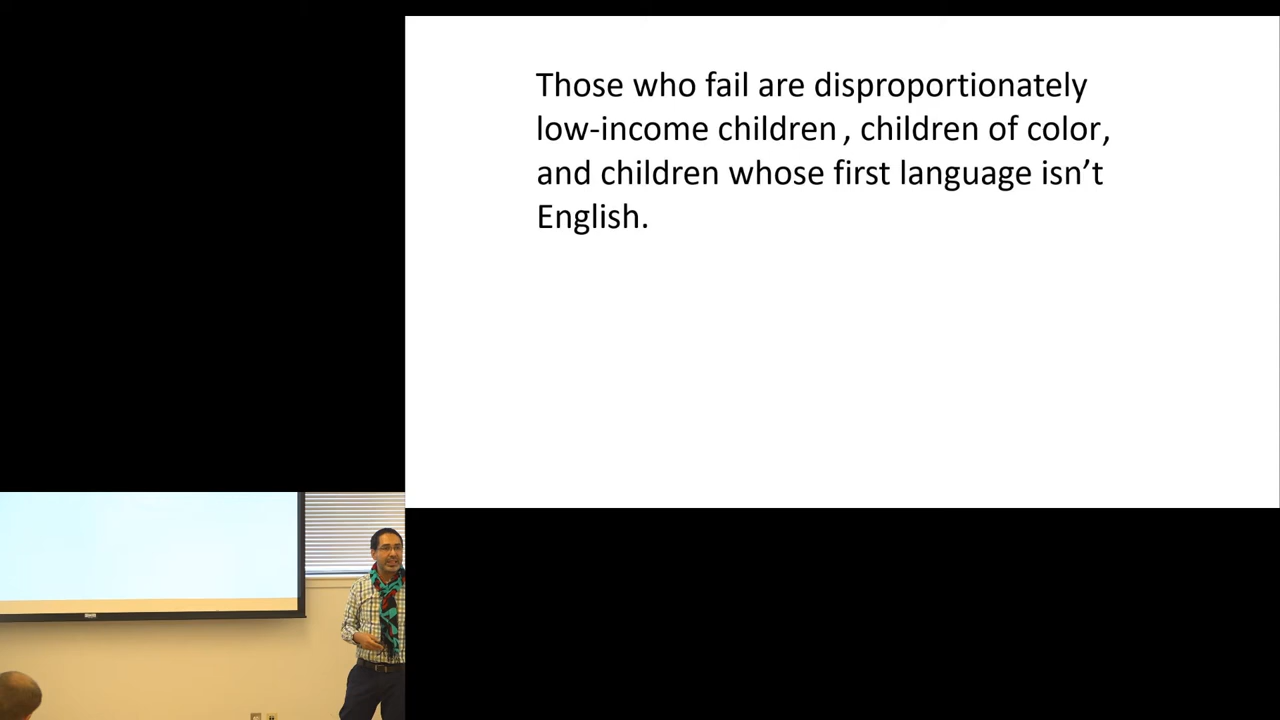 Those who fail are disproportionately
low-income children , children of color,
and children whose first language isn’t
English.